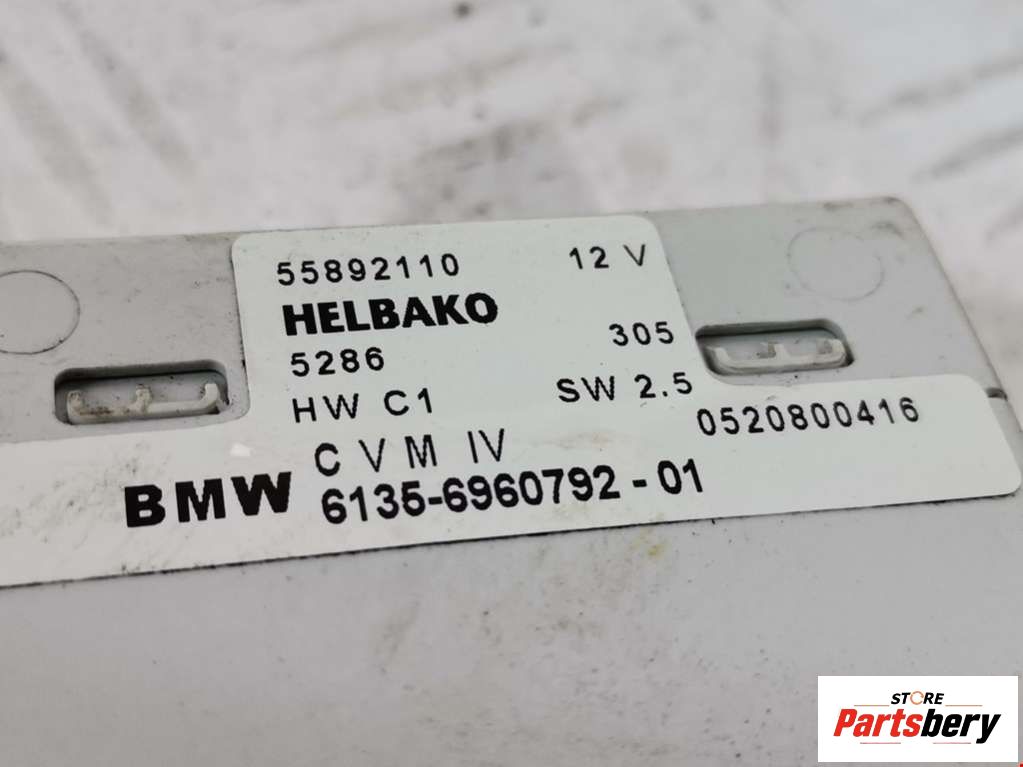 55892110 12 V
HELBAKO
5286 305
HW C1 SW 2.5
0520800416
C V M IV
BMW 6135-6960792-01
STORE
Partsbery